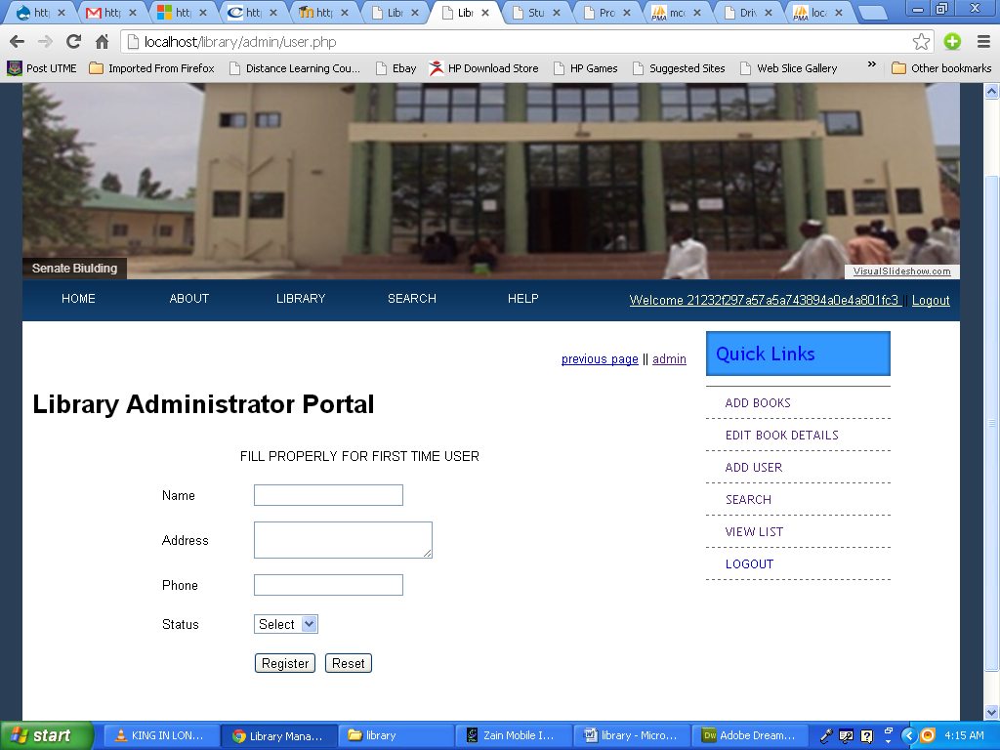 http
http
http
http
http
Libr
Libr
Stu
Pro
mc
Driv
loca
localhost/library/admin/user.php
Post UTME
Imported From Firefox
Distance Learning Cou...
Ebay
HP Download Store
HP Games
Suggested Sites
Web Slice Gallery
»
Other bookmarks
Senate Biulding
VisualSlideshow.com
HOME ABOUT LIBRARY SEARCH HELP
Welcome 21232f297a57a5a743894a0e4a801fc3 || Logout
previous page || admin
Quick Links
ADD BOOKS
EDIT BOOK DETAILS
ADD USER
SEARCH
VIEW LIST
LOGOUT
Library Administrator Portal
FILL PROPERLY FOR FIRST TIME USER
Name
Address
Phone
Status Select
Register Reset
start
KING IN LON...
Library Mana...
library
Zain Mobile I...
library - Micro...
Adobe Dream...
4:15 AM